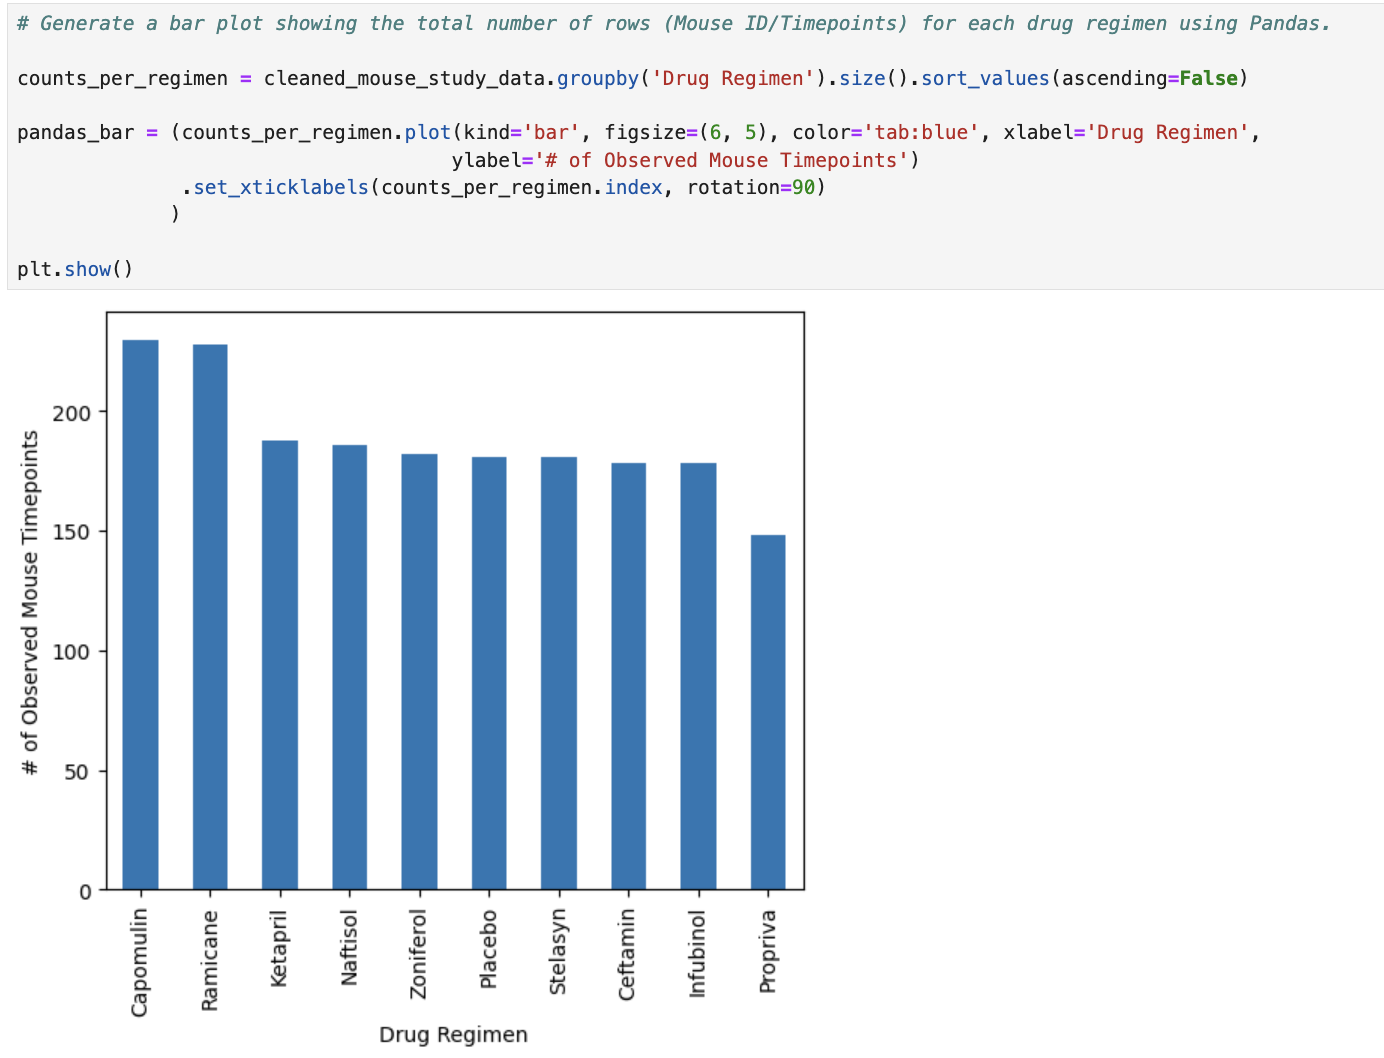 # Generate a bar plot showing the total number of rows (Mouse ID/Timepoints) for each drug regimen using Pandas.
counts_per_regimen = cleaned_mouse_study_data.groupby('Drug Regimen').size().sort_values(ascending=False)
pandas_bar = (counts_per_regimen.plot(kind='bar', figsize=(6, 5), color='tab:blue', xlabel='Drug Regimen',
ylabel='# of Observed Mouse Timepoints')
.set_xticklabels(counts_per_regimen.index, rotation=90)
)
plt.show()
# of Observed Mouse Timepoints
200
150
100
50
0
Capomulin
Ramicane
Ketapril
Naftisol
Zoniferol
Placebo
Stelasyn
Ceftamin
Infubinol
Propriva
Drug Regimen